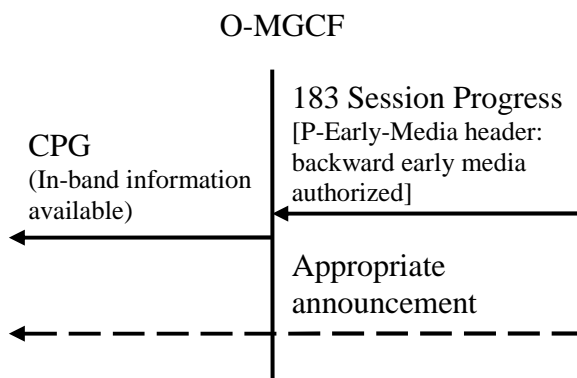 O-MGCF
183 Session Progress
[P-Early-Media header:
backward early media
authorized]
CPG
(In-band information
available)
Appropriate
announcement